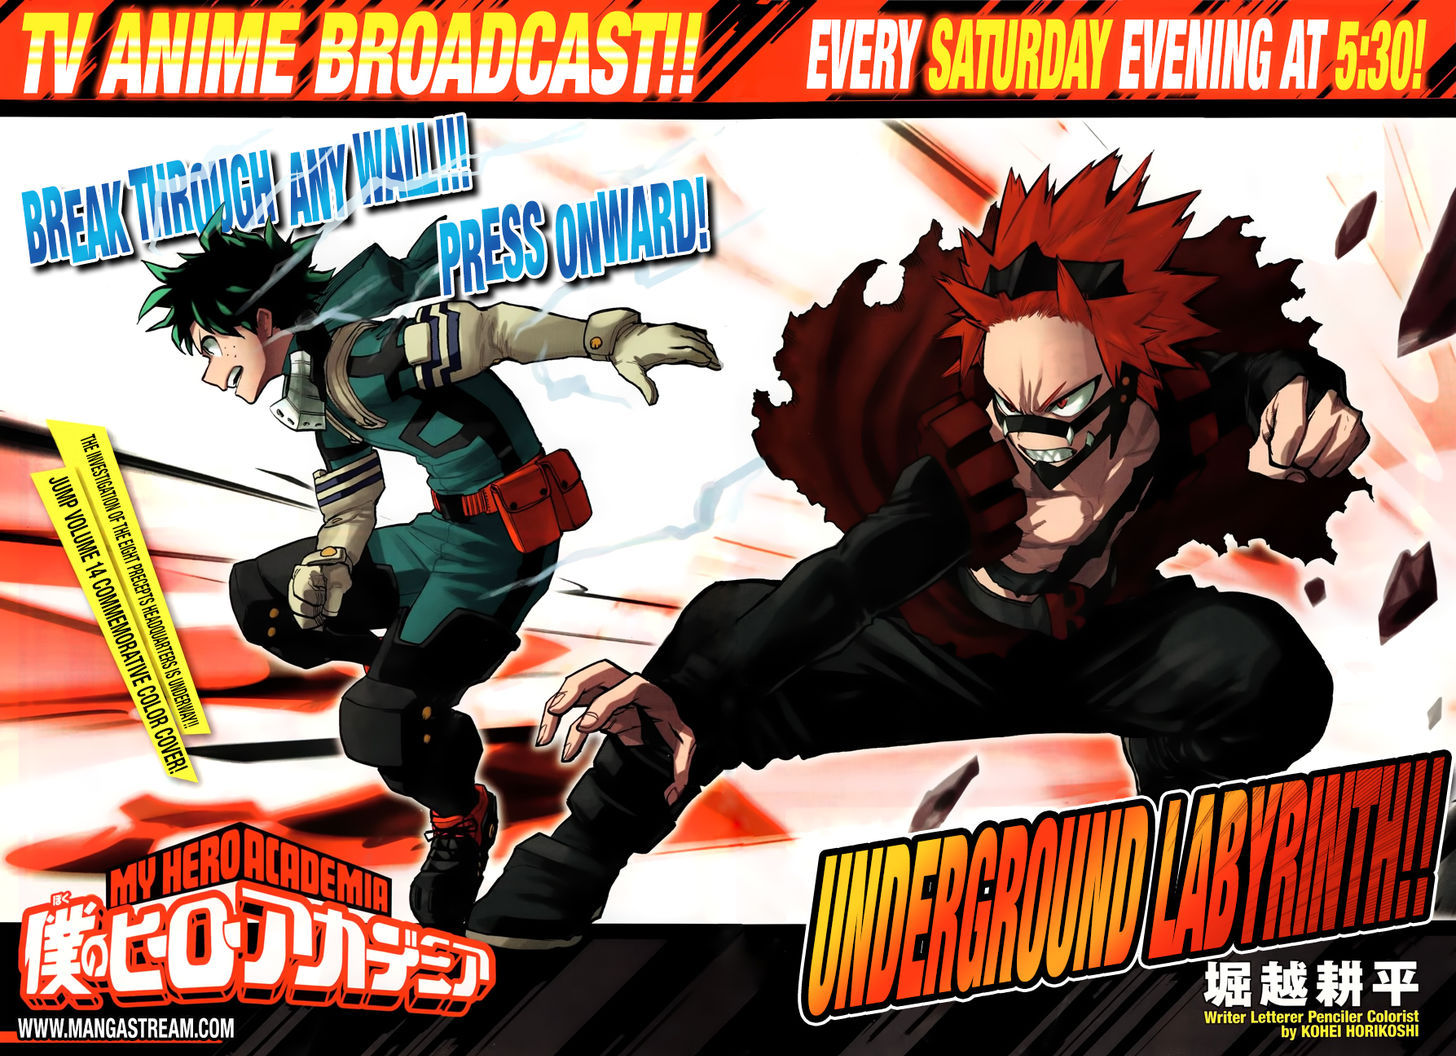 TV ANIME BROADCAST!!
EVERY SATURDAY EVENING AT 5:30!
BREAK THROUGH ANY WALL!!!
PRESS ONWARD!
THE INVESTIGATION OF THE EIGHT PRECEPTS HEADQUARTERS IS UNDERWAY!!
JUMP VOLUME 14 COMMEMORATIVE COLOR COVER!
MY HERO ACADEMIA
ぼく
僕のヒーローアカデミア
WWW.MANGASTREAM.COM
UNDERGROUND LABYRINTH!!
堀越耕平
Writer Letterer Penciler Colorist
by KOHEI HORIKOSHI